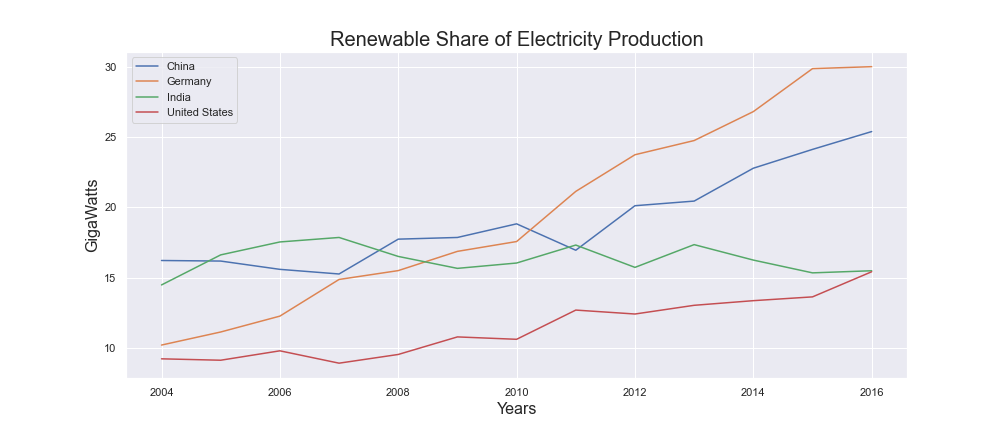 Renewable Share of Electricity Production
China
Germany
India
United States
GigaWatts
30
25
20
15
10
2004 2006 2008 2010 2012 2014 2016
Years